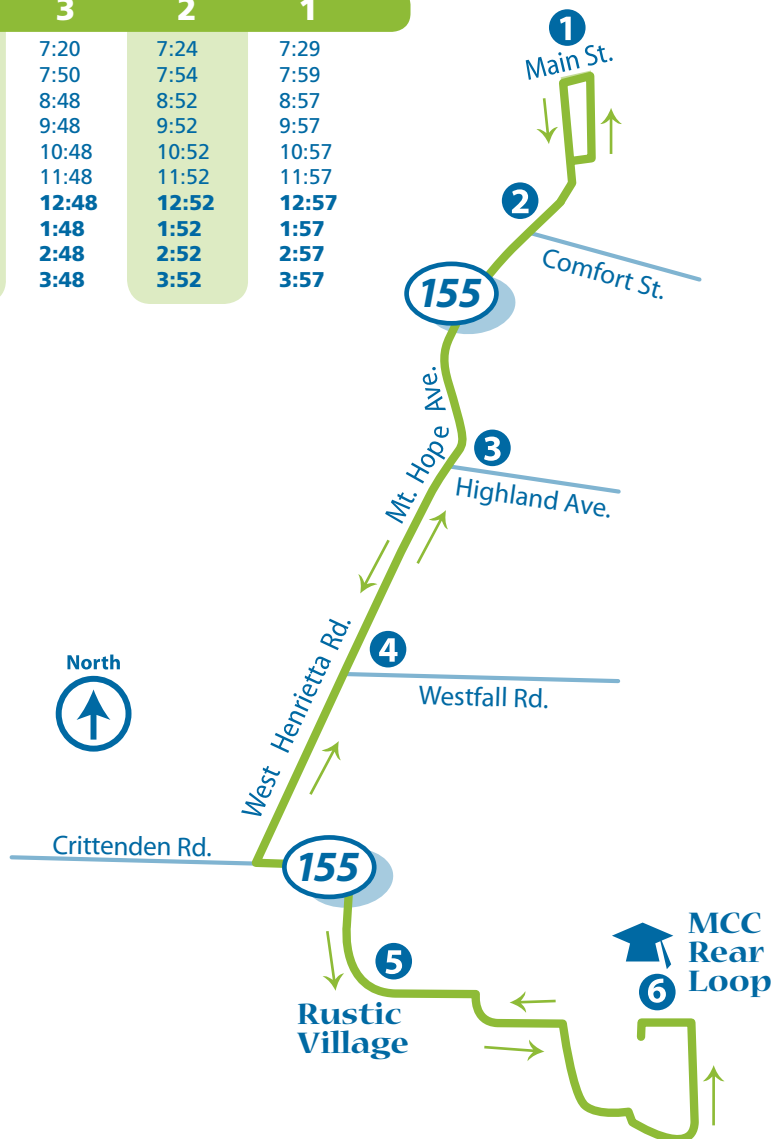 3 2 1
7:20 7:24 7:29
7:50 7:54 7:59
8:48 8:52 8:57
9:48 9:52 9:57
10:48 10:52 10:57
11:48 11:52 11:57
12:48 12:52 12:57
1:48 1:52 1:57
2:48 2:52 2:57
3:48 3:52 3:57
1
Main St.
2
Comfort St.
155
Mt. Hope Ave.
3
Highland Ave.
West Henrietta Rd.
4
Westfall Rd.
North
Crittenden Rd.
155
5
Rustic
Village
MCC
Rear
Loop
6